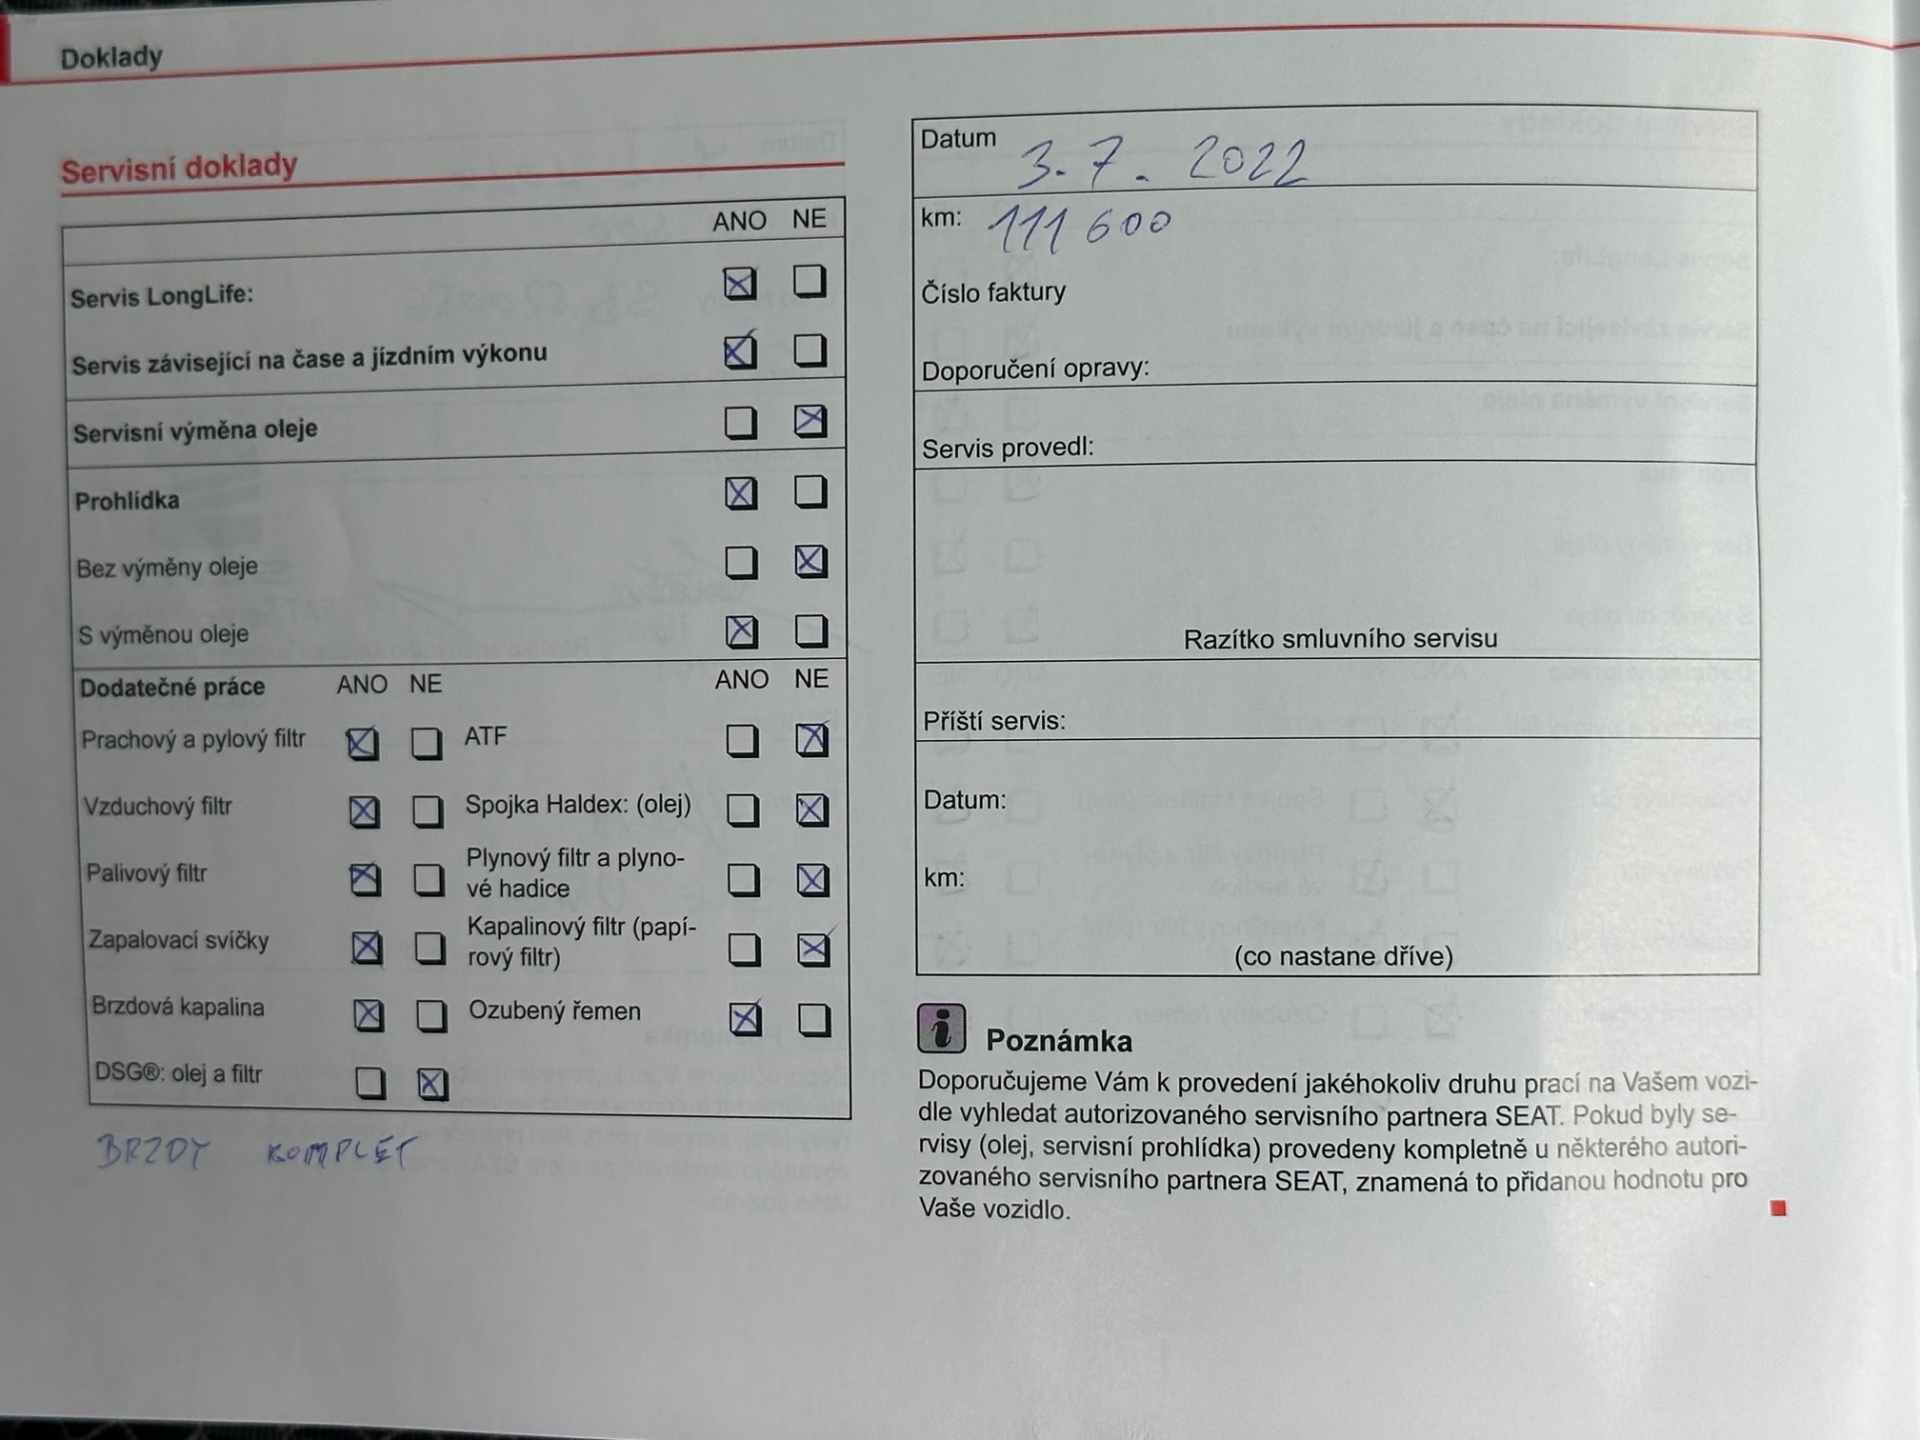 Doklady
Servisní doklady
ANO NE
Servis LongLife: ☒ ☐
Servis závisející na čase a jízdním výkonu ☒ ☐
Servisní výměna oleje ☐ ☒
Prohlídka ☒ ☐
Bez výměny oleje ☐ ☒
S výměnou oleje ☒ ☐
Dodatečné práce ANO NE ANO NE
Prachový a pylový filtr ☒ ☐ ATF ☐ ☒
Vzduchový filtr ☒ ☐ Spojka Haldex: (olej) ☐ ☒
Palivový filtr ☒ ☐ Plynový filtr a plyno-
vé hadice ☐ ☒
Zapalovací svíčky ☒ ☐ Kapalinový filtr (papí-
rový filtr) ☐ ☒
Brzdová kapalina ☒ ☐ Ozubený řemen ☒ ☐
DSG®: olej a filtr ☐ ☒
BRZDY KOMPLET
Datum 3. 7. 2022
km: 111 600
Číslo faktury
Doporučení opravy:
Servis provedl:
Razítko smluvního servisu
Příští servis:
Datum:
km:
(co nastane dříve)
i Poznámka
Doporučujeme Vám k provedení jakéhokoliv druhu prací na Vašem vozi-
dle vyhledat autorizovaného servisního partnera SEAT. Pokud byly se-
rvisy (olej, servisní prohlídka) provedeny kompletně u některého autori-
zovaného servisního partnera SEAT, znamená to přidanou hodnotu pro
Vaše vozidlo.